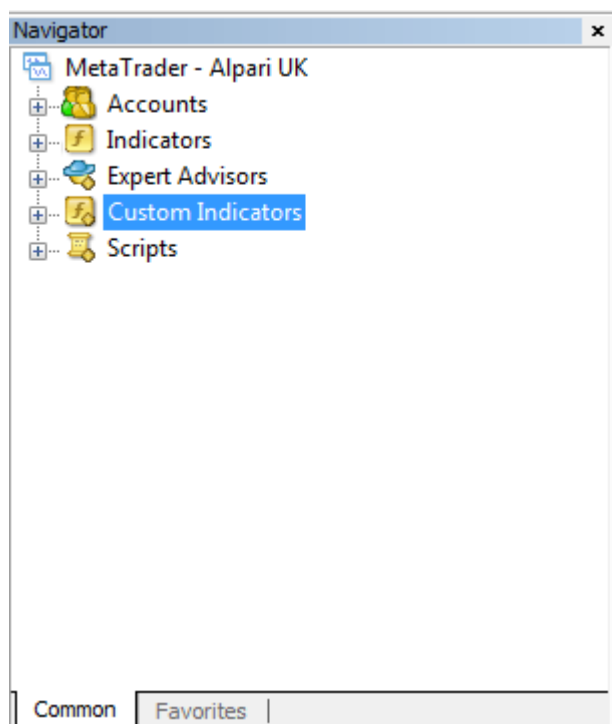 Navigator
MetaTrader - Alpari UK
Accounts
Indicators
Expert Advisors
Custom Indicators
Scripts
Common Favorites